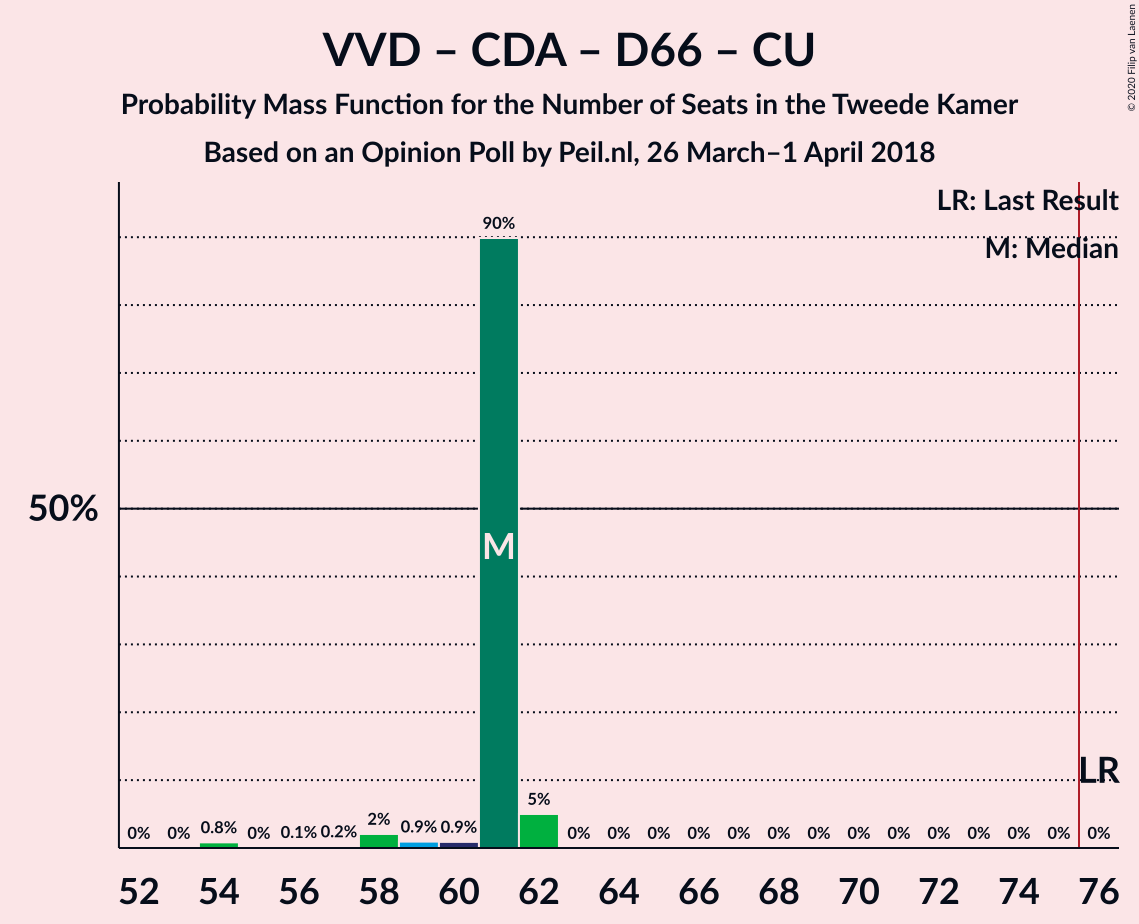 VVD – CDA – D66 – CU
Probability Mass Function for the Number of Seats in the Tweede Kamer
Based on an Opinion Poll by Peil.nl, 26 March–1 April 2018
© 2020 Filip van Laenen
LR: Last Result
M: Median
90%
50%
M
LR
0% 0% 0.8% 0% 0.1% 0.2% 2% 0.9% 0.9% 5% 0% 0% 0% 0% 0% 0% 0% 0% 0% 0% 0% 0% 0% 0%
52 54 56 58 60 62 64 66 68 70 72 74 76